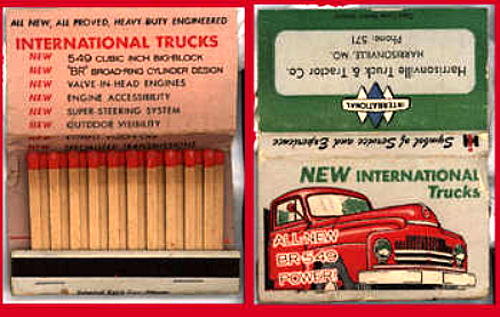 ALL NEW, ALL PROVED, HEAVY-DUTY ENGINEERED
INTERNATIONAL TRUCKS
NEW 549 CUBIC INCH BIG-BLOCK
NEW "BR" BROAD-RING CYLINDER DESIGN
NEW VALVE-IN-HEAD ENGINES
NEW ENGINE ACCESSIBILITY
NEW SUPER-STEERING SYSTEM
NEW OUTDOOR VISIBILITY
Harrisonville Truck & Tractor Co.
HARRISONVILLE, MO.
Phone: 571
INTERNATIONAL
IH Symbol of Service and Experience
NEW INTERNATIONAL
Trucks
ALL-NEW
BR-549
POWER!